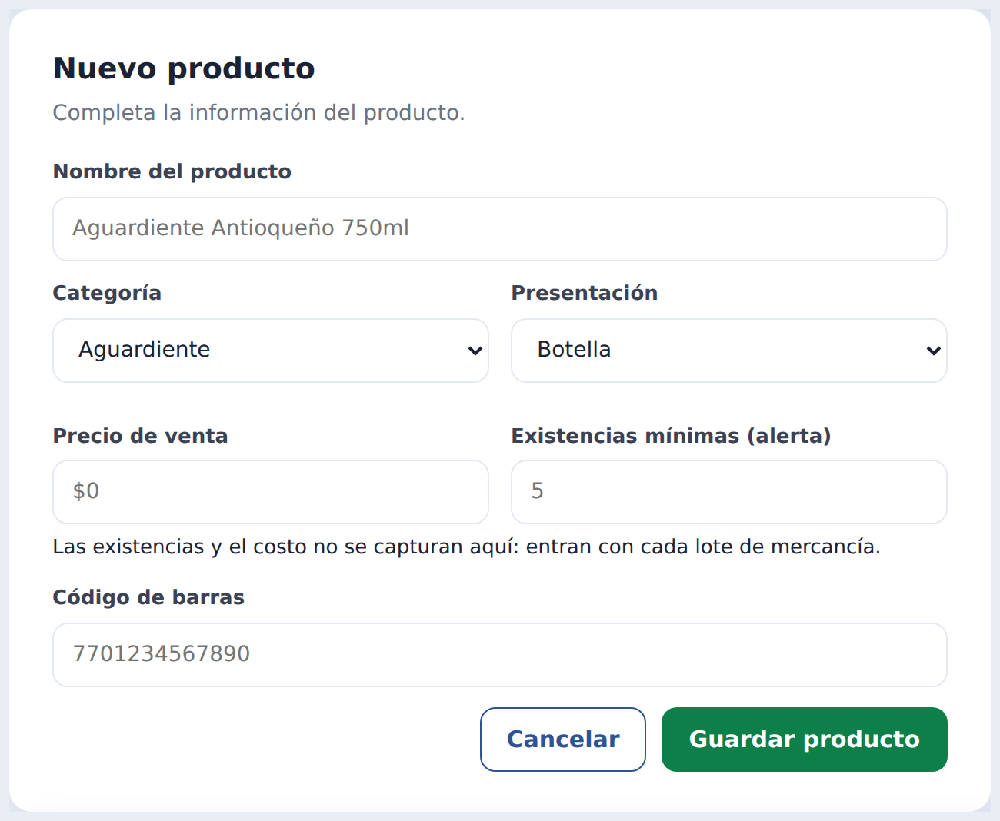 Nuevo producto
Completa la información del producto.
Nombre del producto
Aguardiente Antioqueño 750ml
Categoría
Presentación
Aguardiente
Botella
Precio de venta
Existencias mínimas (alerta)
$0
5
Las existencias y el costo no se capturan aquí: entran con cada lote de mercancía.
Código de barras
7701234567890
Cancelar
Guardar producto